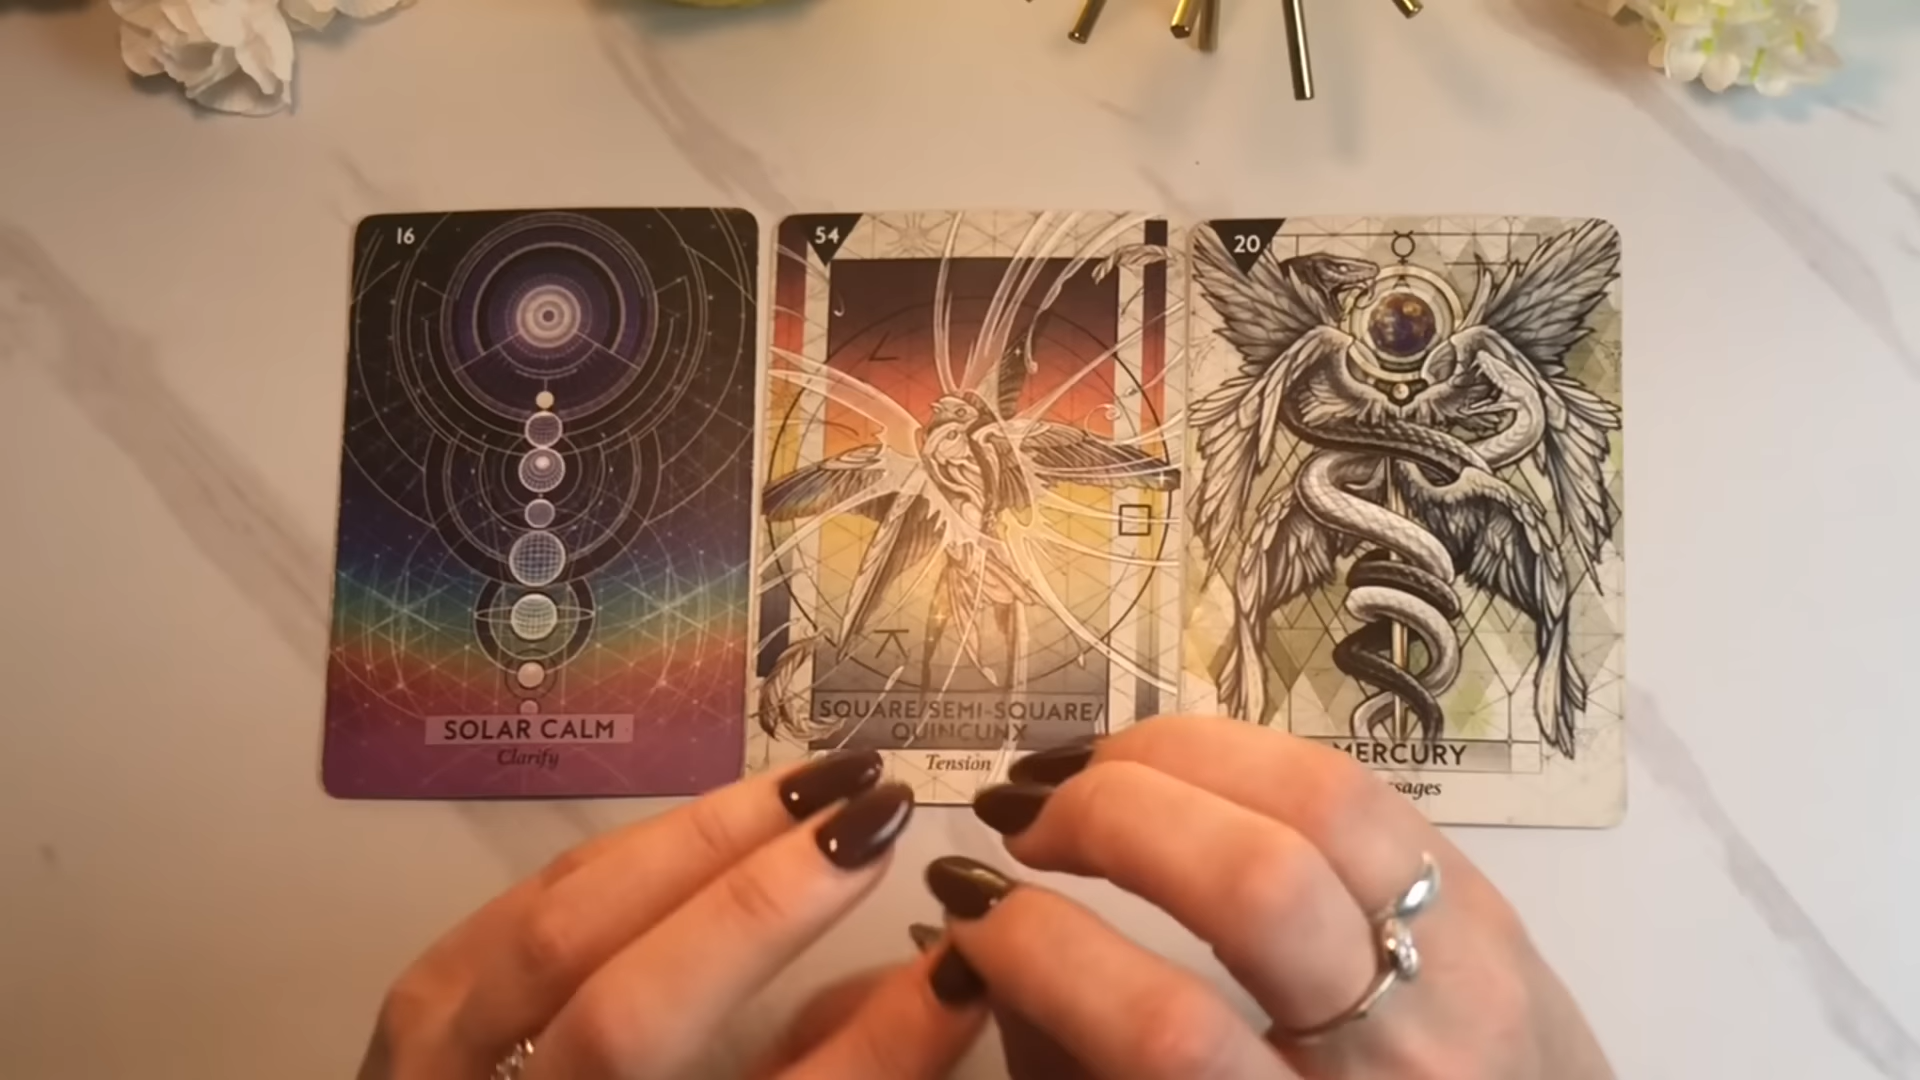 16
SOLAR CALM
Clarify
54
SQUARE/SEMI-SQUARE/
QUINCUNX
Tension
20
MERCURY